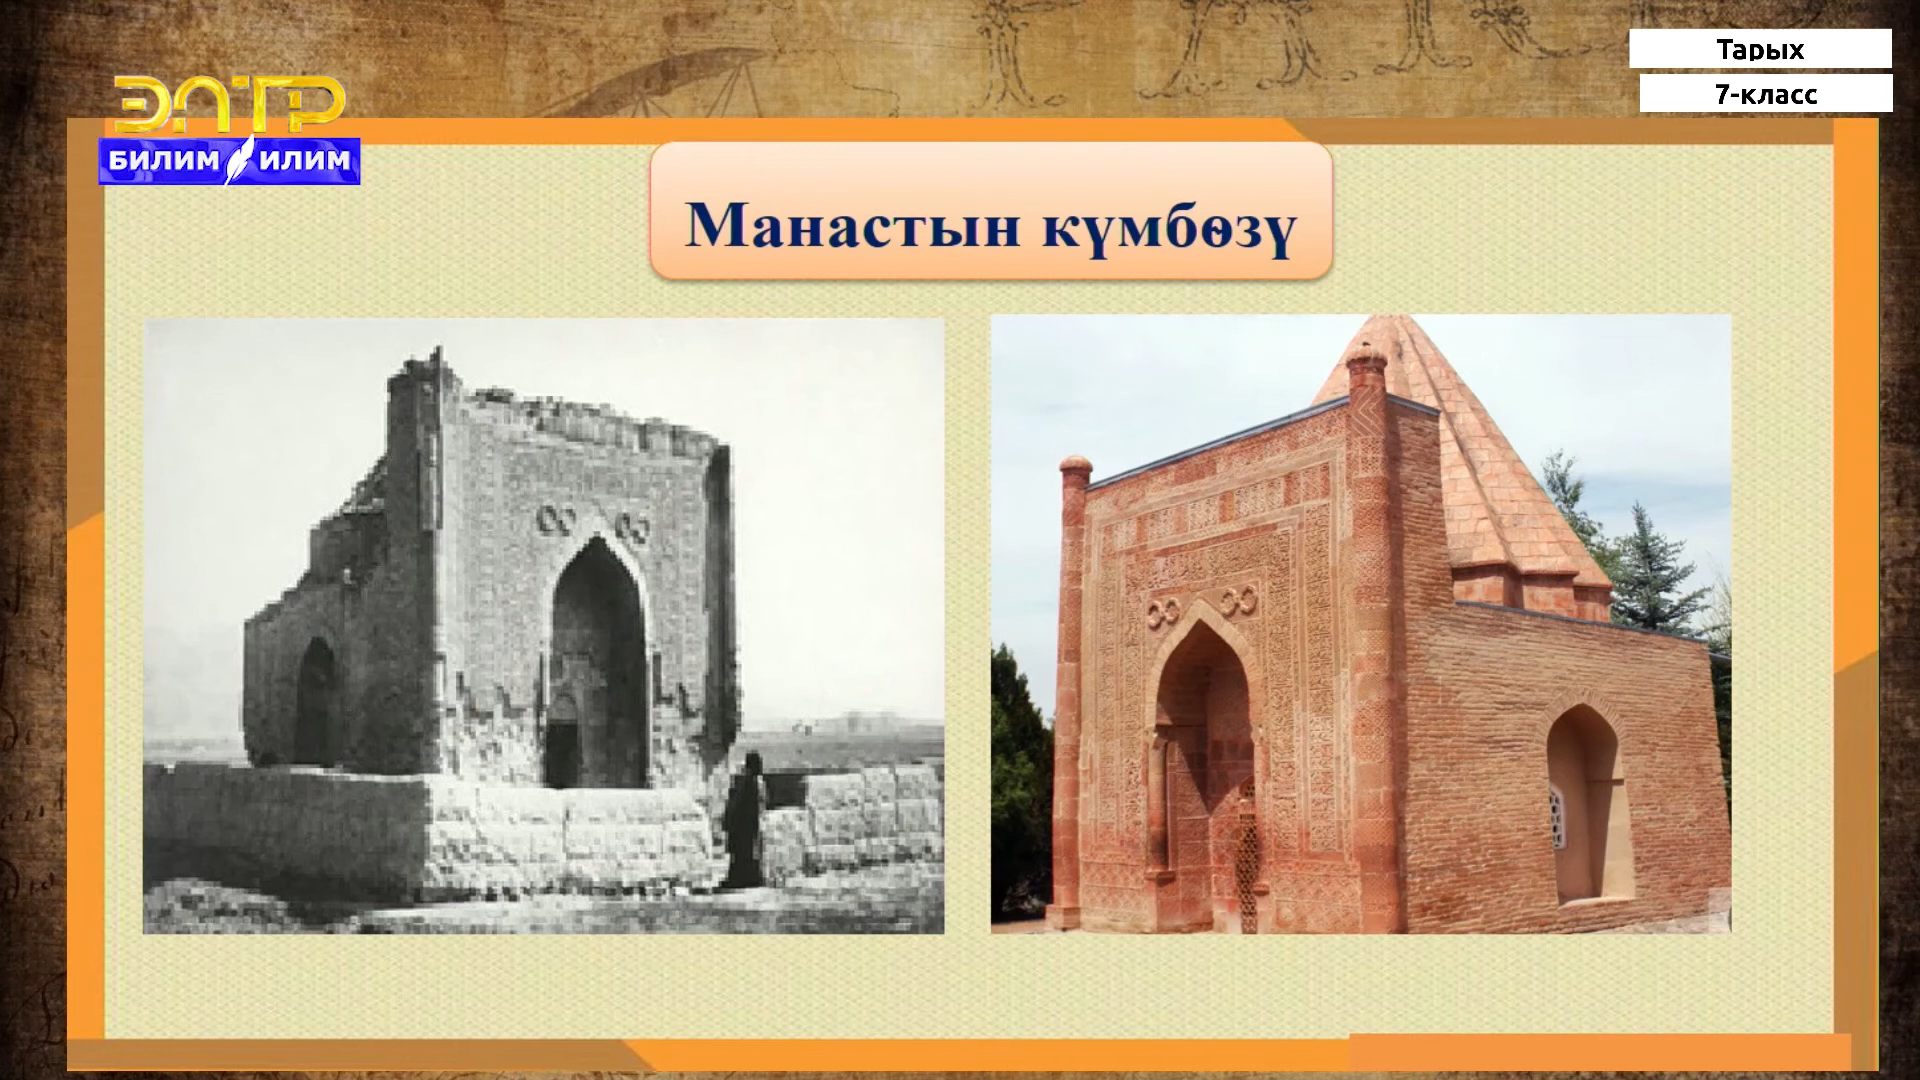 Тарых
7-класс
ЭЛТР
БИЛИМ ИЛИМ
Манастын күмбөзү